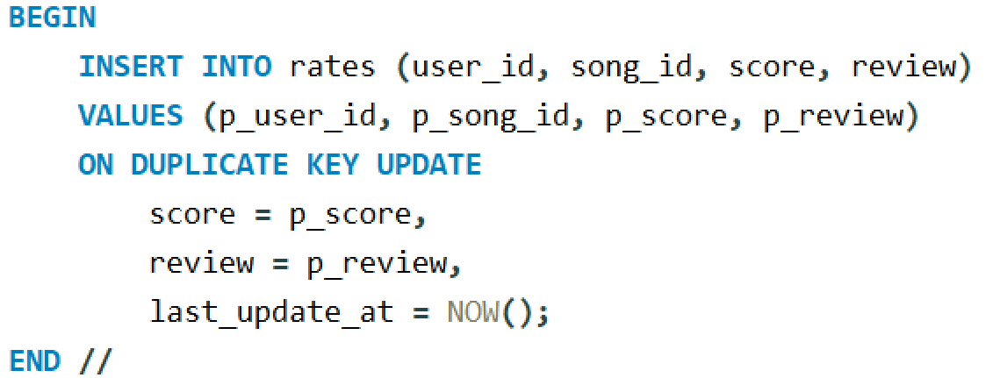 BEGIN
INSERT INTO rates (user_id, song_id, score, review)
VALUES (p_user_id, p_song_id, p_score, p_review)
ON DUPLICATE KEY UPDATE
score = p_score,
review = p_review,
last_update_at = NOW();
END //